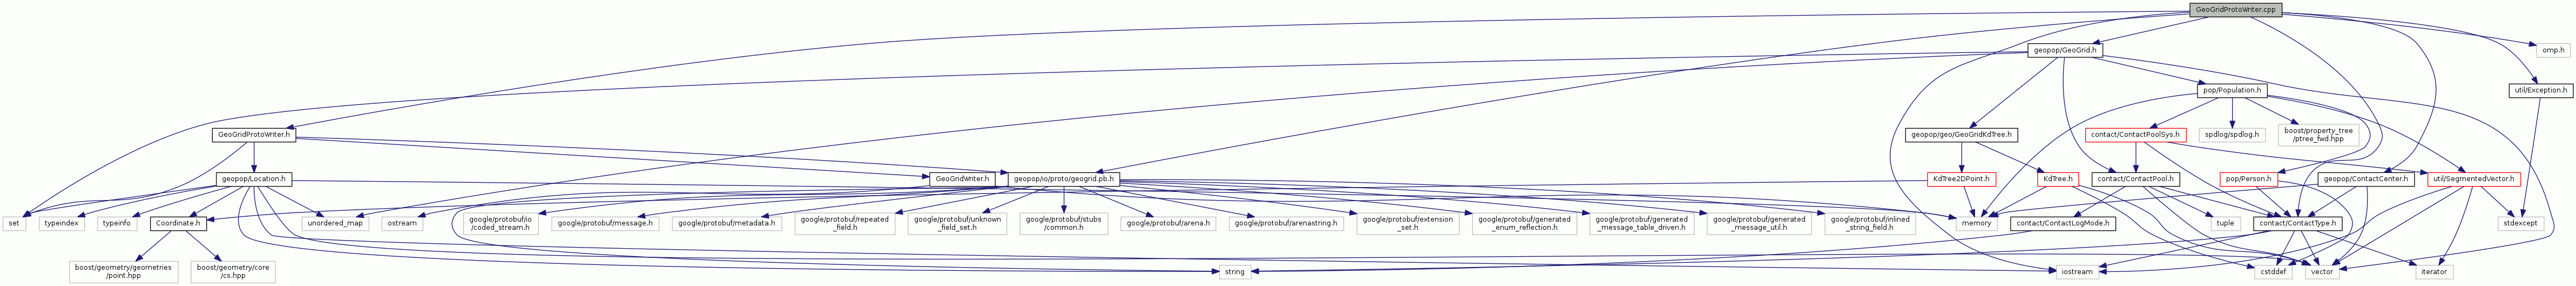 GeoGridProtoWriter.cpp
geopop/GeoGrid.h
omp.h
pop/Population.h
util/Exception.h
GeoGridProtoWriter.h
geopop/geo/GeoGridKdTree.h
contact/ContactPoolSys.h
spdlog/spdlog.h
boost/property_tree
/ptree_fwd.hpp
geopop/Location.h
GeoGridWriter.h
geopop/io/proto/geogrid.pb.h
KdTree2DPoint.h
KdTree.h
contact/ContactPool.h
pop/Person.h
geopop/ContactCenter.h
util/SegmentedVector.h
set
typeindex
typeinfo
Coordinate.h
unordered_map
ostream
google/protobuf/io
/coded_stream.h
google/protobuf/message.h
google/protobuf/metadata.h
google/protobuf/repeated
_field.h
google/protobuf/unknown
_field_set.h
google/protobuf/stubs
/common.h
google/protobuf/arena.h
google/protobuf/arenastring.h
google/protobuf/extension
_set.h
google/protobuf/generated
_enum_reflection.h
google/protobuf/generated
_message_table_driven.h
google/protobuf/generated
_message_util.h
google/protobuf/inlined
_string_field.h
memory
contact/ContactLogMode.h
tuple
contact/ContactType.h
stdexcept
boost/geometry/geometries
/point.hpp
boost/geometry/core
/cs.hpp
string
iostream
cstddef
vector
iterator